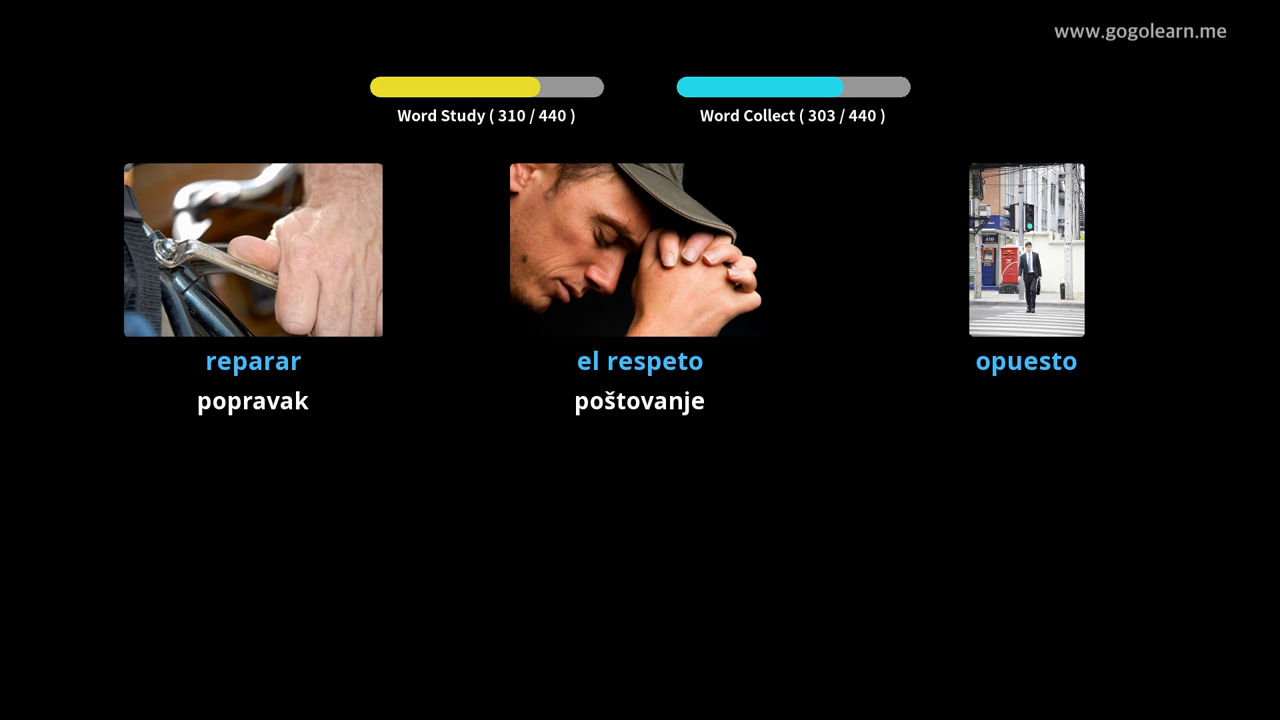 www.gogolearn.me
Word Study ( 310 / 440 )
Word Collect ( 303 / 440 )
reparar
el respeto
opuesto
popravak
poštovanje